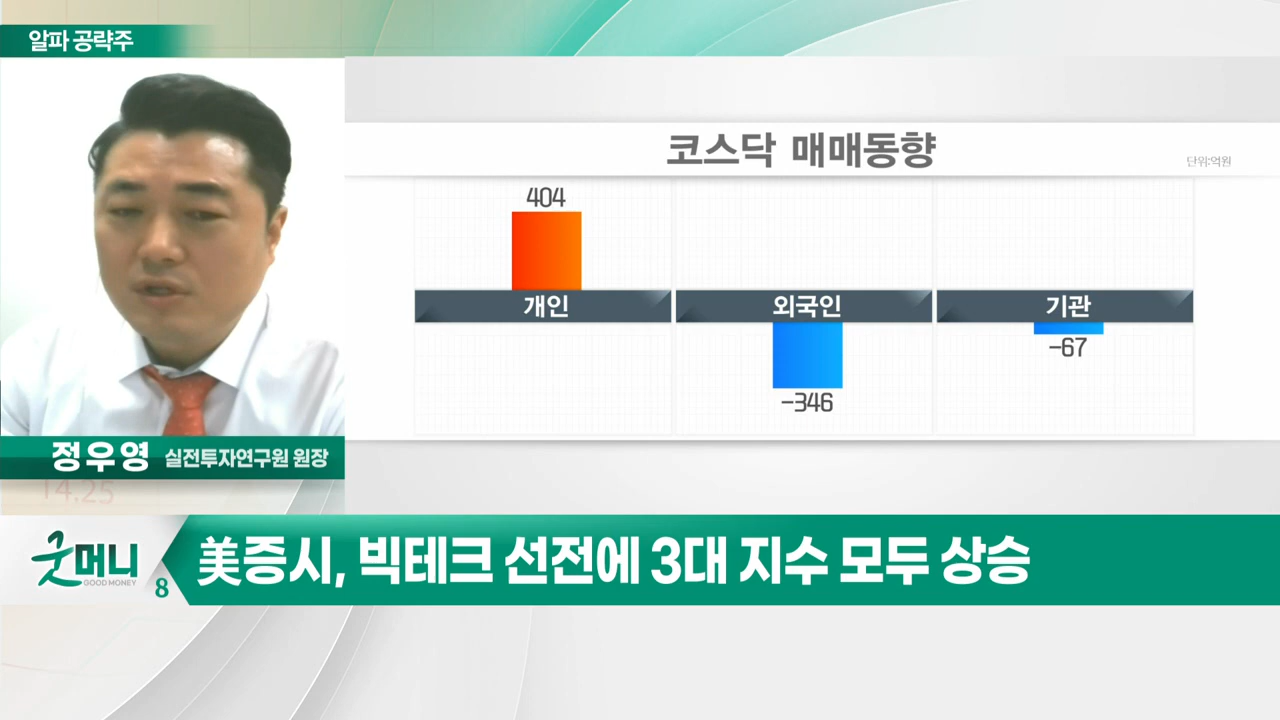 알파 공략주
코스닥 매매동향
단위:억원
404
개인
외국인
기관
-67
-346
정우영 실전투자연구원 원장
14.25
굿머니
GOOD MONEY
8
美증시, 빅테크 선전에 3대 지수 모두 상승